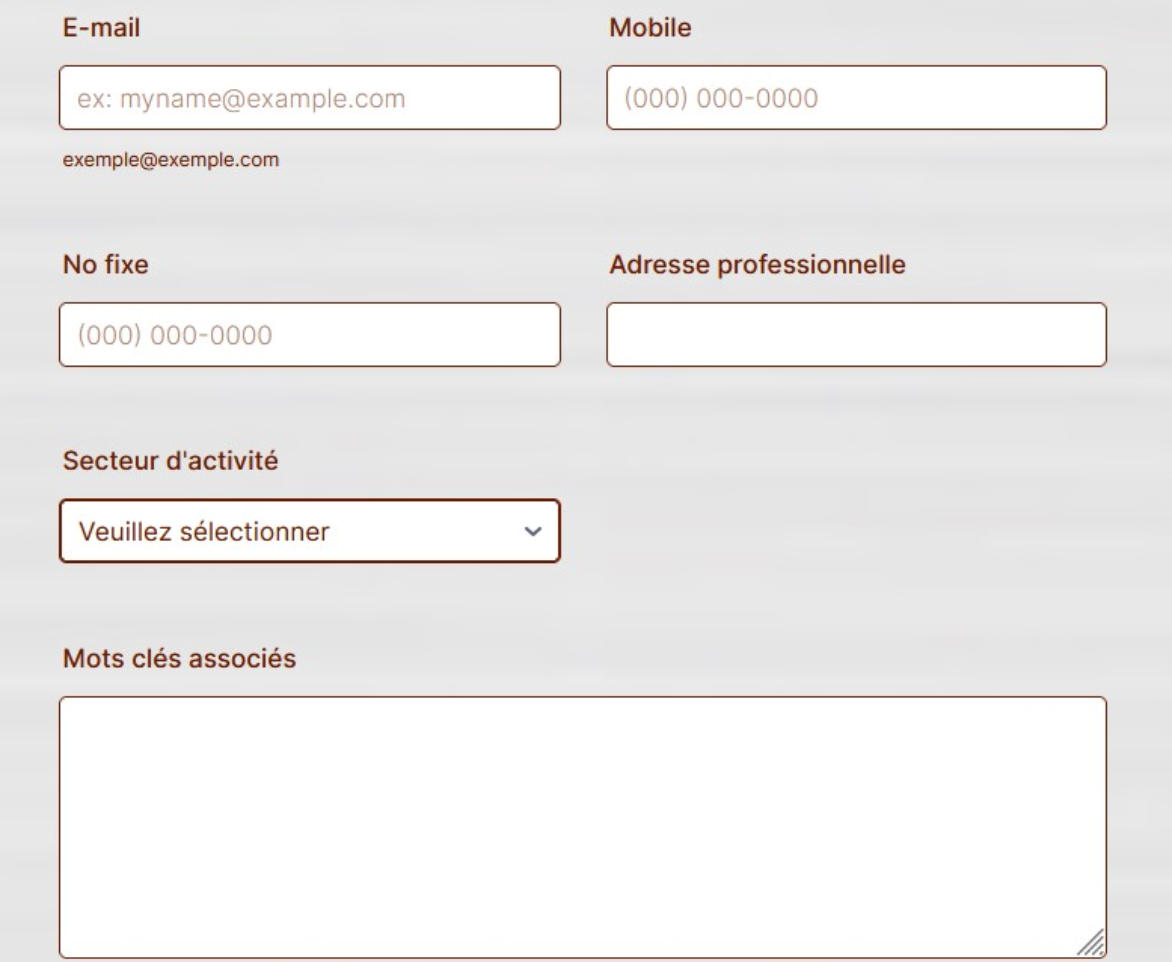 E-mail
Mobile
ex: myname@example.com
(000) 000-0000
exemple@exemple.com
No fixe
Adresse professionnelle
(000) 000-0000
Secteur d'activité
Veuillez sélectionner
Mots clés associés